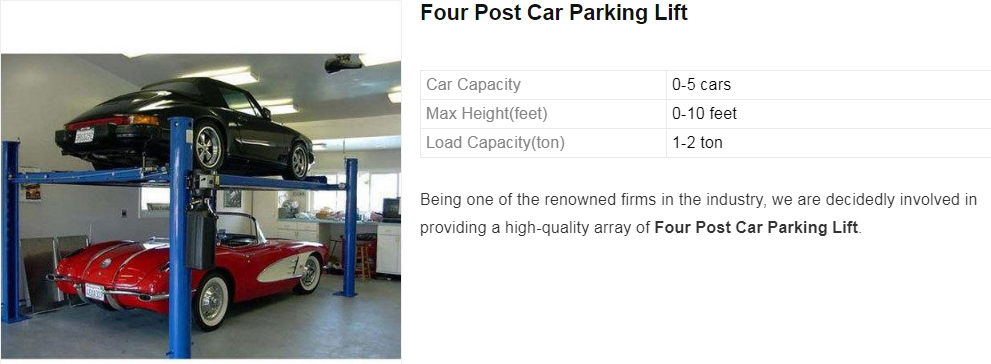 Four Post Car Parking Lift
Car Capacity 0-5 cars
Max Height(feet) 0-10 feet
Load Capacity(ton) 1-2 ton
Being one of the renowned firms in the industry, we are decidedly involved in
providing a high-quality array of Four Post Car Parking Lift.